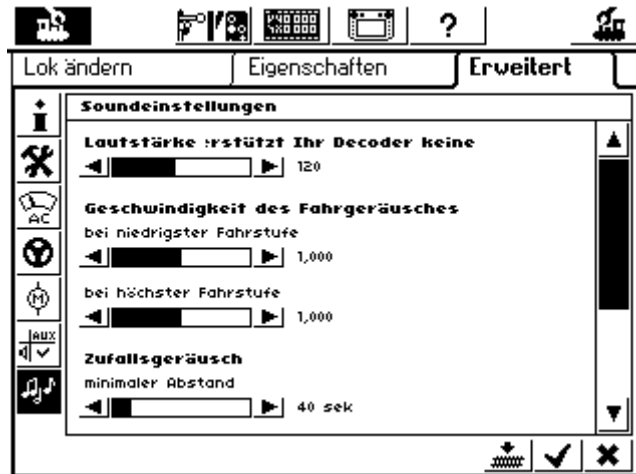 ?
Lok ändern Eigenschaften Erweitert
Soundeinstellungen
Lautstärke :rstützt Ihr Decoder keine
120
Geschwindigkeit des Fahrgeräusches
bei niedrigster Fahrstufe
1,000
bei höchster Fahrstufe
1,000
Zufallsgeräusch
minimaler Abstand
40 sek
AC
M
AUX